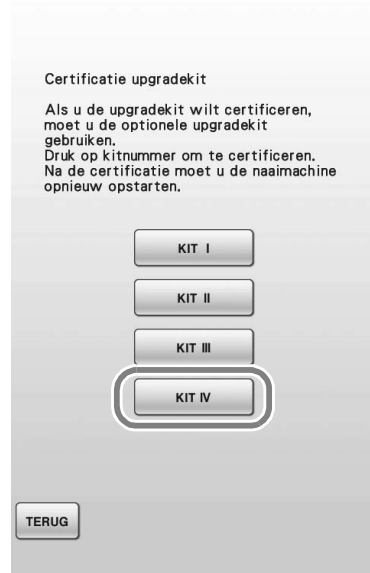 Certificatie upgradekit
Als u de upgradekit wilt certificeren,
moet u de optionele upgradekit
gebruiken.
Druk op kitnummer om te certificeren.
Na de certificatie moet u de naaimachine
opnieuw opstarten.
KIT I
KIT II
KIT III
KIT IV
TERUG